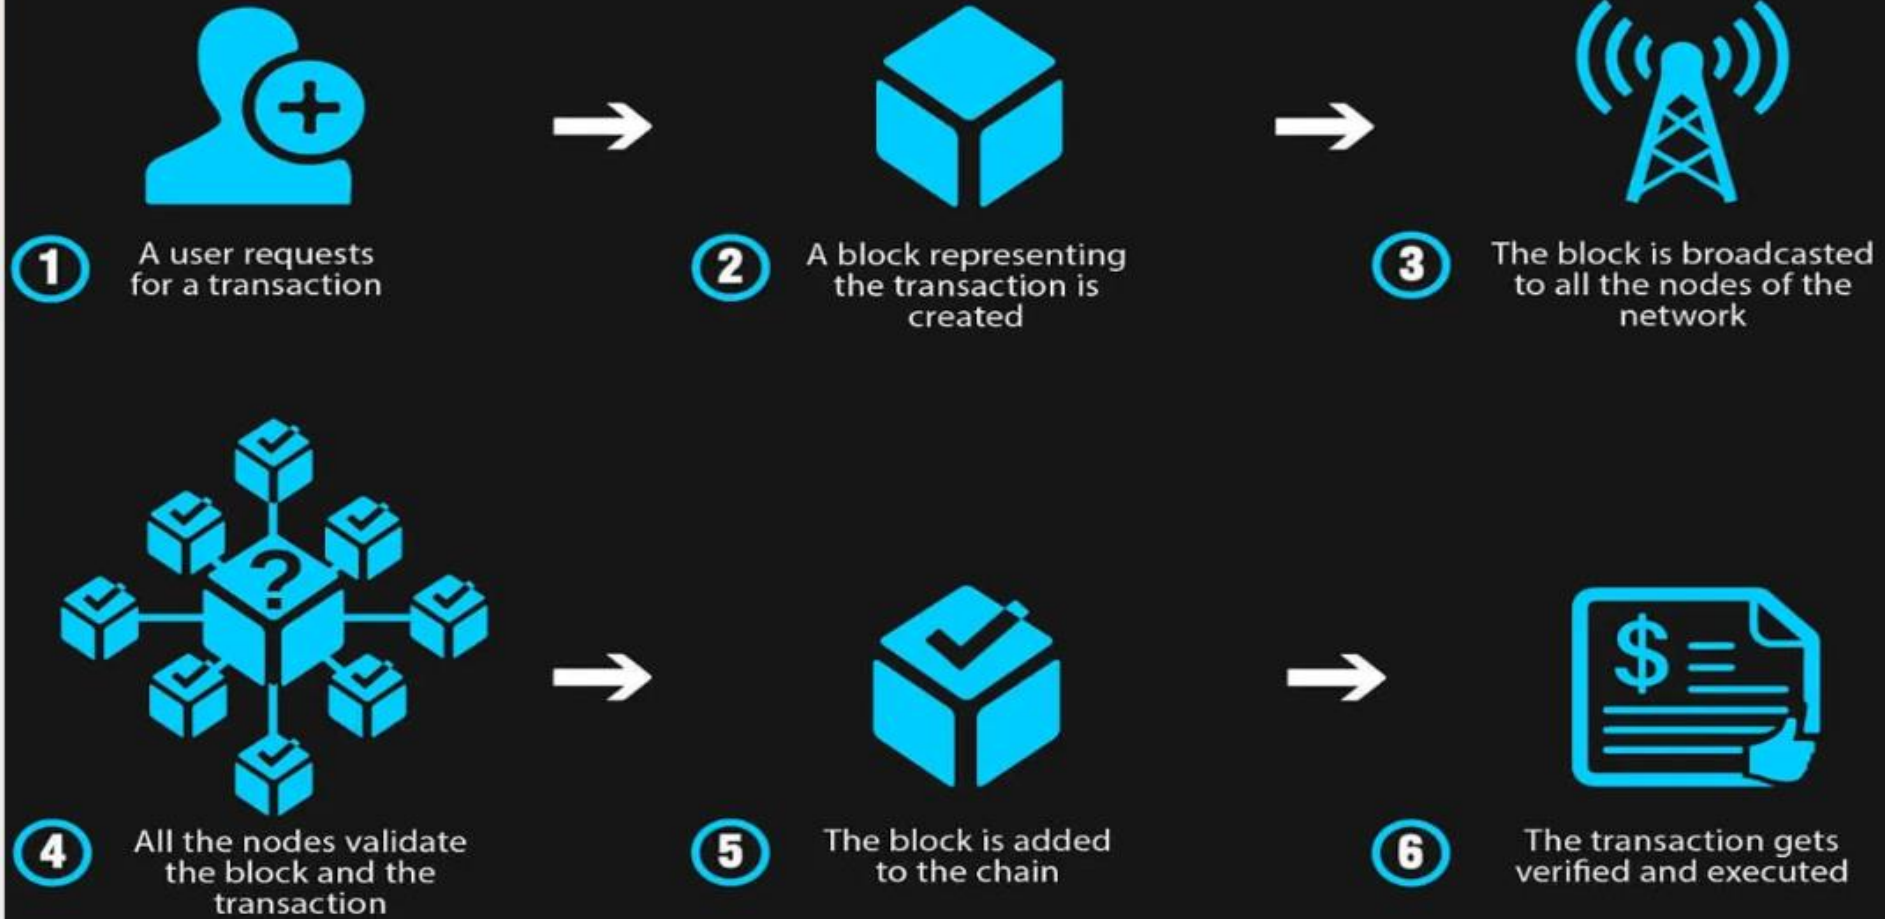 1
A user requests
for a transaction
2
A block representing
the transaction is
created
3
The block is broadcasted
to all the nodes of the
network
?
4
All the nodes validate
the block and the
transaction
5
The block is added
to the chain
$
6
The transaction gets
verified and executed